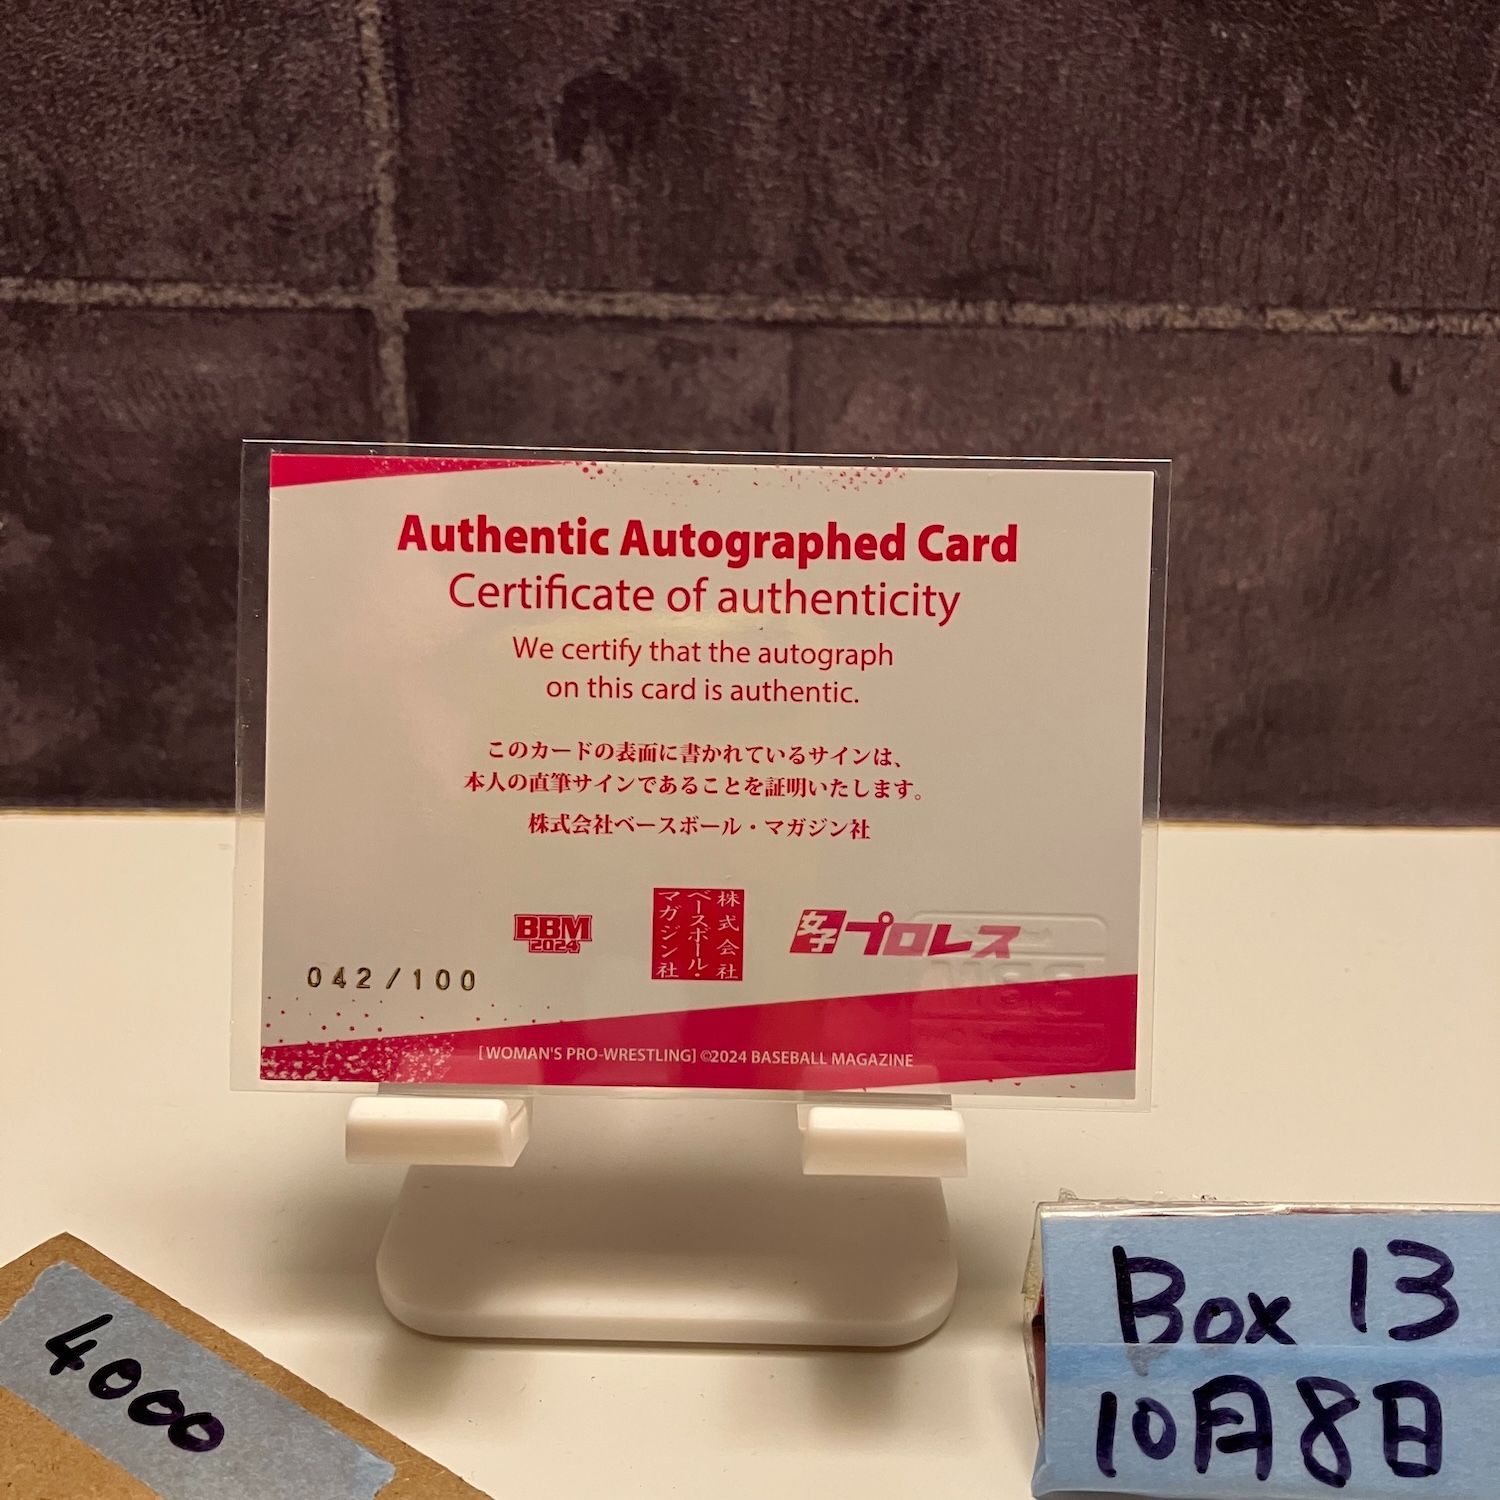 Authentic Autographed Card
Certificate of authenticity
We certify that the autograph
on this card is authentic.
このカードの表面に書かれているサインは、
本人の直筆サインであることを証明いたします。
株式会社ベースボール・マガジン社
BBM
2024
株式会社
ベースボール・
マガジン社
女子プロレス
042/100
[WOMAN'S PRO-WRESTLING] ©2024 BASEBALL MAGAZINE
4000
Box 13
10月8日